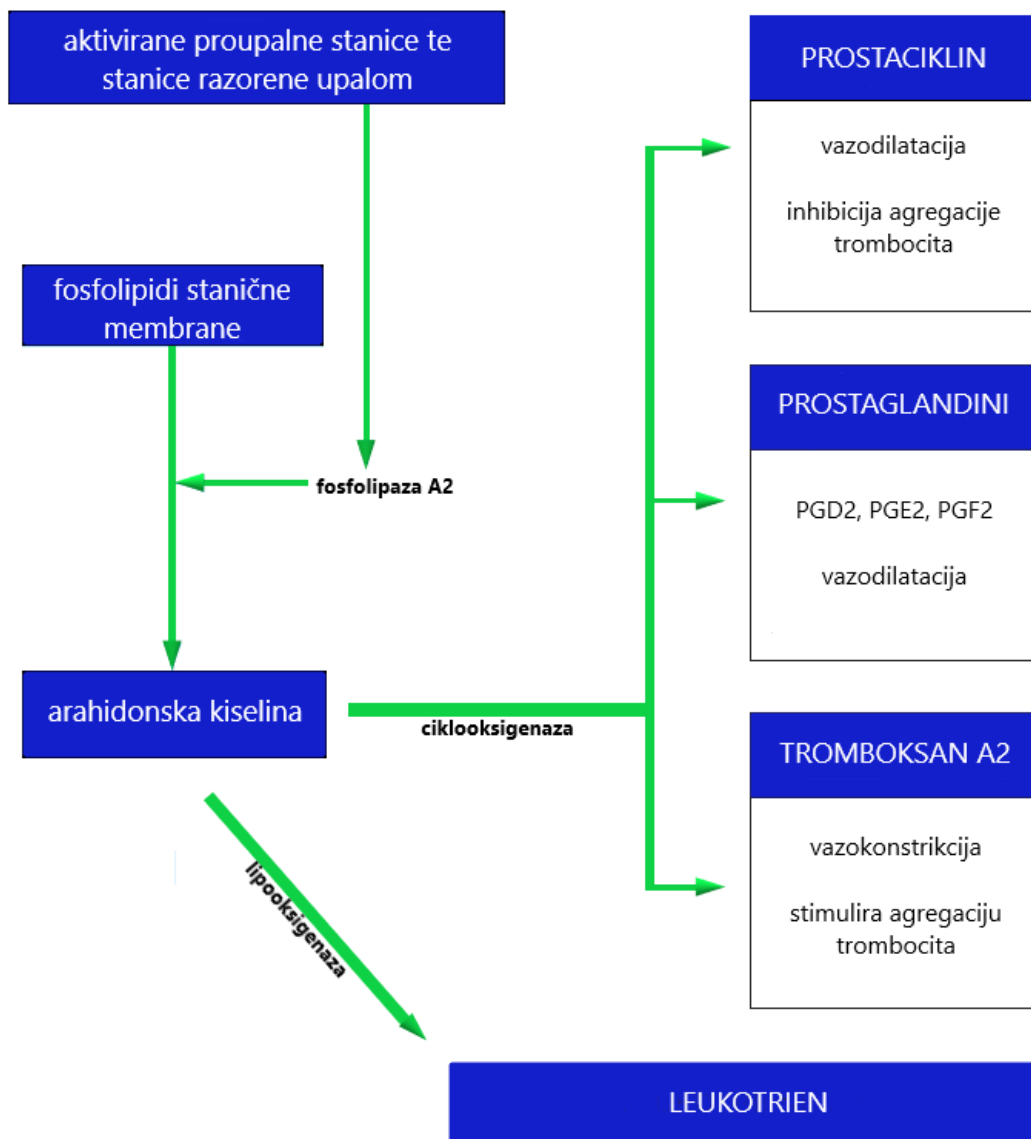 aktivirane proupalne stanice te
stanice razorene upalom
fosfolipidi stanične
membrane
fosfolipaza A2
arahidonska kiselina
ciklooksigenaza
lipooksigenaza
PROSTACIKLIN
vazodilatacija
inhibicija agregacije
trombocita
PROSTAGLANDINI
PGD2, PGE2, PGF2
vazodilatacija
TROMBOKSAN A2
vazokonstrikcija
stimulira agregaciju
trombocita
LEUKOTRIEN